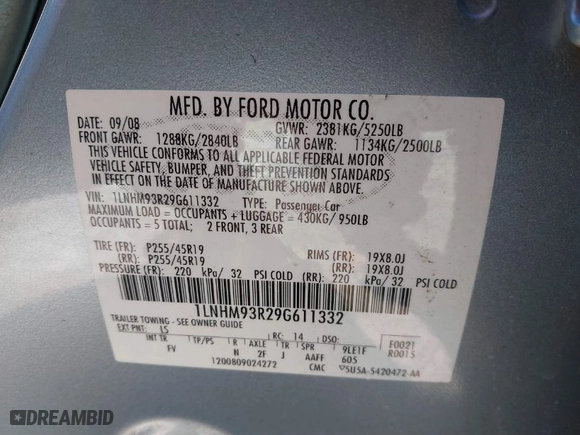 MFD. BY FORD MOTOR CO.
DATE: 09/08 GVWR: 2381KG/5250LB
FRONT GAWR: 1288KG/2840LB REAR GAWR: 1134KG/2500LB
THIS VEHICLE CONFORMS TO ALL APPLICABLE FEDERAL MOTOR
VEHICLE SAFETY, BUMPER, AND THEFT PREVENTION STANDARDS
IN EFFECT ON THE DATE OF MANUFACTURE SHOWN ABOVE.
VIN: 1LNHM93R29G611332 TYPE: Passenger Car
MAXIMUM LOAD = OCCUPANTS + LUGGAGE = 430KG/950LB
OCCUPANTS = 5 TOTAL; 2 FRONT, 3 REAR
TIRE (FR): P255/45R19 RIMS (FR): 19X8.0J
(RR): P255/45R19 (RR): 19X8.0J
PRESSURE (FR): 220 kPa/ 32 PSI COLD (RR): 220 kPa/ 32 PSI COLD
1LNHM93R29G611332
TRAILER TOWING - SEE OWNER GUIDE
EXT PNT: LS RC: 14 DSO: F0021
INT TR TP/PS R AXLE TR SPR 9LE1F R0015
FV N 2F J AAFF 605
1200809024272 CMC 5U5A-5420472-AA
DREAMBID